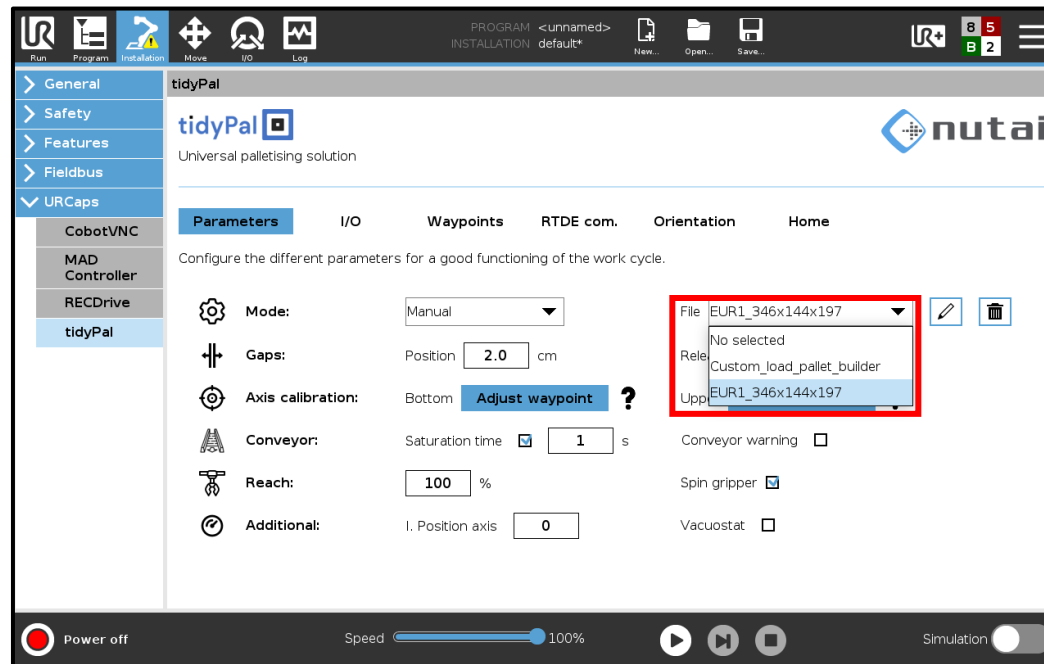 PROGRAM <unnamed>
INSTALLATION default*
UR
UR+
8 5
B 2
Run Program Installation Move I/O Log New... Open... Save...
General
Safety
Features
Fieldbus
URCaps
CobotVNC
MAD
Controller
RECDrive
tidyPal
tidyPal
tidyPal
nutai
Universal palletising solution
Parameters I/O Waypoints RTDE com. Orientation Home
Configure the different parameters for a good functioning of the work cycle.
Mode: Manual File EUR1_346x144x197
No selected
Custom_load_pallet_builder
EUR1_346x144x197
Gaps: Position 2.0 cm
Axis calibration: Bottom Adjust waypoint ?
Conveyor: Saturation time 1 s Conveyor warning
Reach: 100 % Spin gripper
Additional: I. Position axis 0 Vacuostat
Power off Speed 100% Simulation